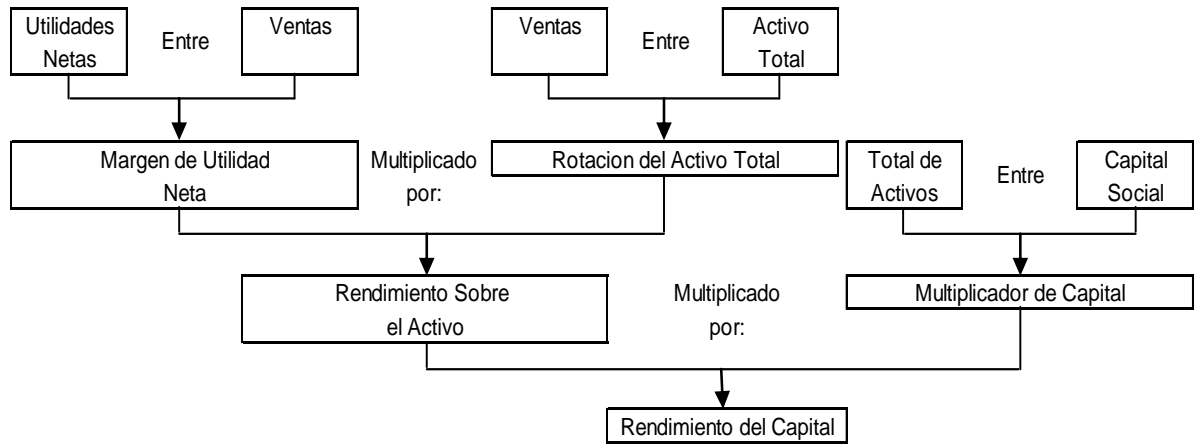 Utilidades
Netas
Entre
Ventas
Ventas
Entre
Activo
Total
Margen de Utilidad
Neta
Multiplicado
por:
Rotacion del Activo Total
Total de
Activos
Entre
Capital
Social
Rendimiento Sobre
el Activo
Multiplicado
por:
Multiplicador de Capital
Rendimiento del Capital